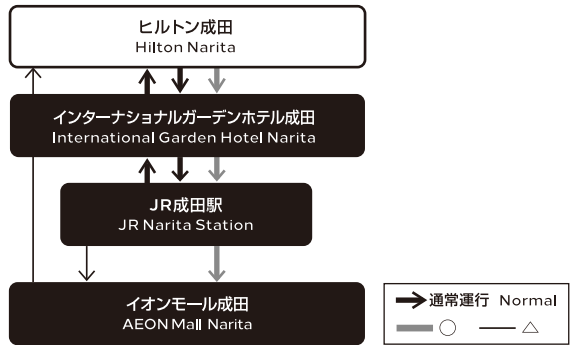 ヒルトン成田
Hilton Narita
インターナショナルガーデンホテル成田
International Garden Hotel Narita
JR成田駅
JR Narita Station
イオンモール成田
AEON Mall Narita
通常運行 Normal
○ △